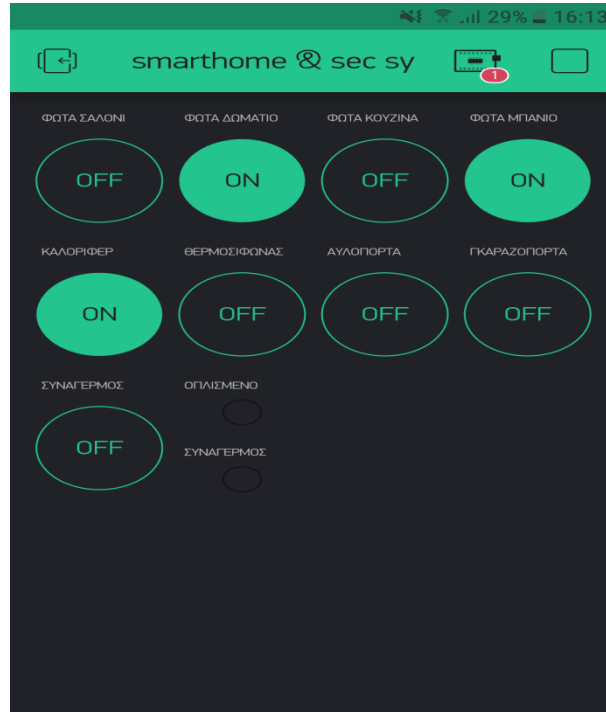 29% 16:13
smarthome & sec sy
1
ΦΩΤΑ ΣΑΛΟΝΙ ΦΩΤΑ ΔΩΜΑΤΙΟ ΦΩΤΑ ΚΟΥΖΙΝΑ ΦΩΤΑ ΜΠΑΝΙΟ
OFF ON OFF ON
ΚΑΛΟΡΙΦΕΡ ΘΕΡΜΟΣΙΦΩΝΑΣ ΑΥΛΟΠΟΡΤΑ ΓΚΑΡΑΖΟΠΟΡΤΑ
ON OFF OFF OFF
ΣΥΝΑΓΕΡΜΟΣ ΟΠΛΙΣΜΕΝΟ
OFF
ΣΥΝΑΓΕΡΜΟΣ